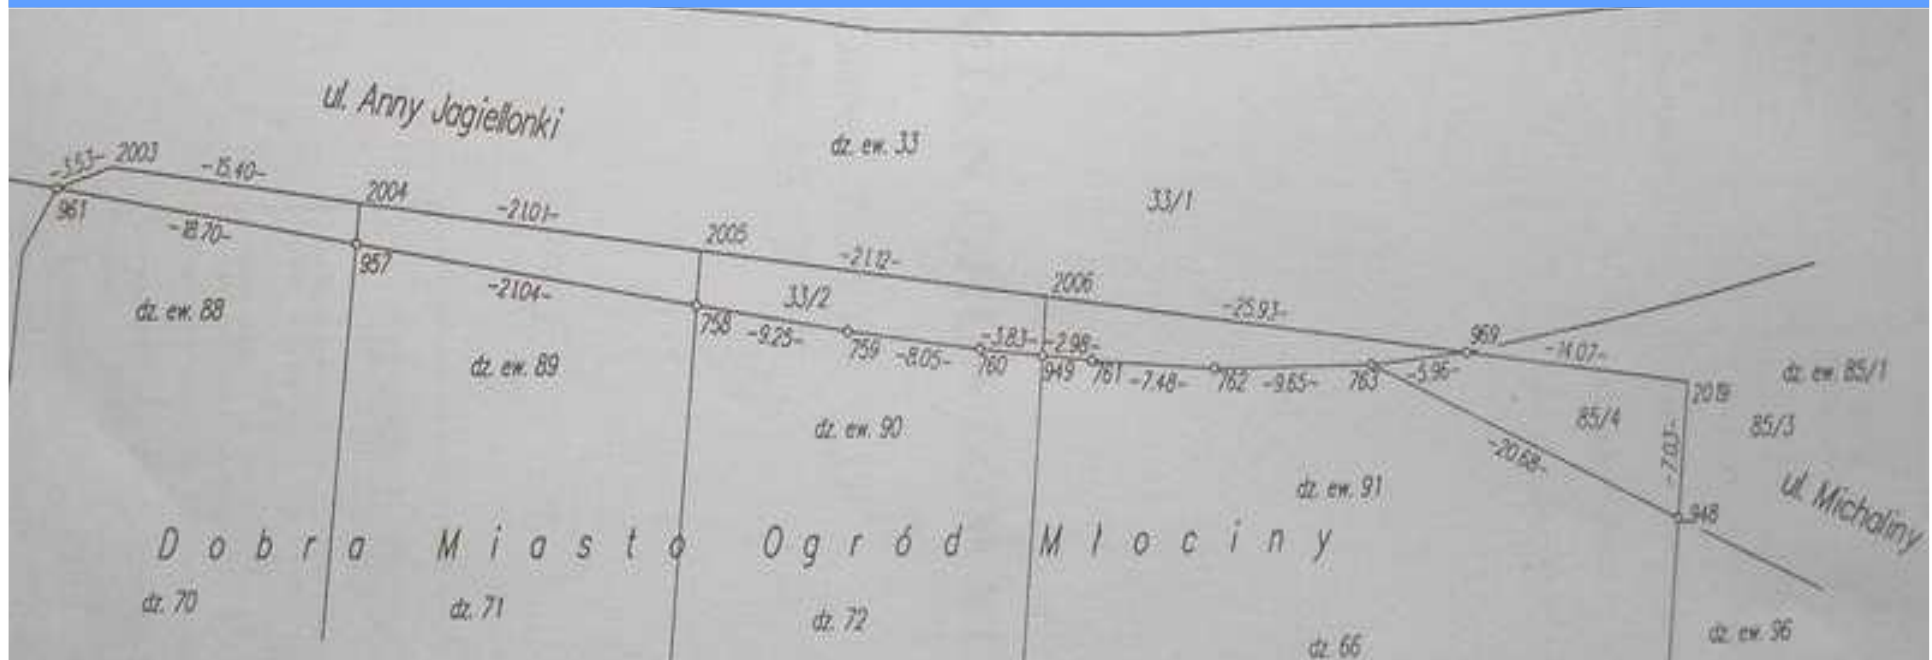 ul. Anny Jagiellonki
dz. ew. 33
33/1
-3.53-
2003
-15.40-
2004
-21.01-
2005
-21.12-
2006
-25.93-
969
-14.07-
2019
961
-18.70-
957
-21.04-
758
33/2
-9.25-
759
-8.05-
760
-3.83-
949
-2.98-
761
-7.48-
762
-9.65-
763
-5.96-
dz. ew. 85/1
85/3
85/4
-7.03-
-20.68-
948
ul. Michaliny
dz. ew. 88
dz. ew. 89
dz. ew. 90
dz. ew. 91
Dobra Miasto Ogród Młociny
dz. 70
dz. 71
dz. 72
dz. 66
dz. ew. 96